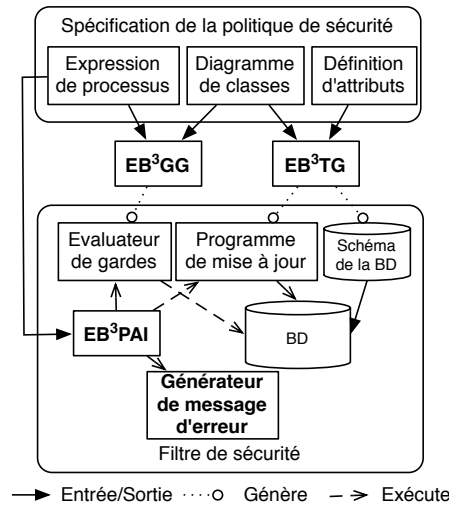 Spécification de la politique de sécurité
Expression
de processus
Diagramme
de classes
Définition
d'attributs
EB³GG
EB³TG
Evaluateur
de gardes
Programme
de mise à jour
Schéma
de la BD
EB³PAI
BD
Générateur
de message
d'erreur
Filtre de sécurité
Entrée/Sortie
Génère
Exécute